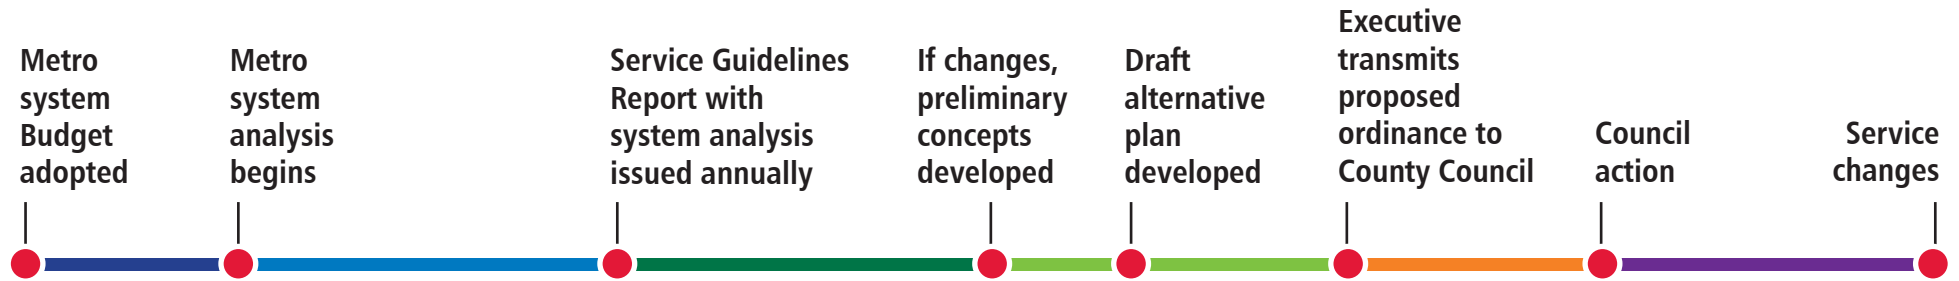 Metro
system
Budget
adopted
Metro
system
analysis
begins
Service Guidelines
Report with
system analysis
issued annually
If changes,
preliminary
concepts
developed
Draft
alternative
plan
developed
Executive
transmits
proposed
ordinance to
County Council
Council
action
Service
changes